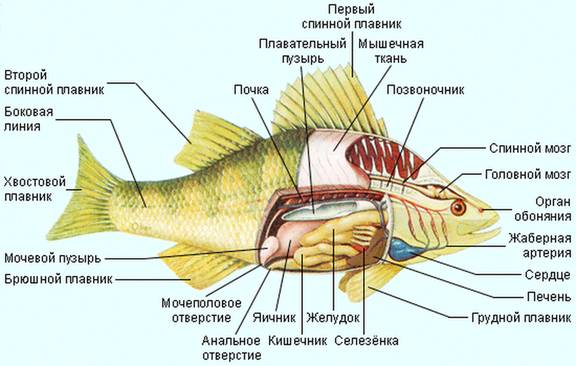 Первый
спинной плавник
Плавательный
пузырь
Мышечная
ткань
Второй
спинной плавник
Почка
Позвоночник
Боковая
линия
Спинной мозг
Головной мозг
Хвостовой
плавник
Орган
обоняния
Жаберная
артерия
Мочевой пузырь
Сердце
Брюшной плавник
Печень
Мочеполовое
отверстие
Яичник
Желудок
Грудной плавник
Анальное
отверстие
Кишечник
Селезёнка